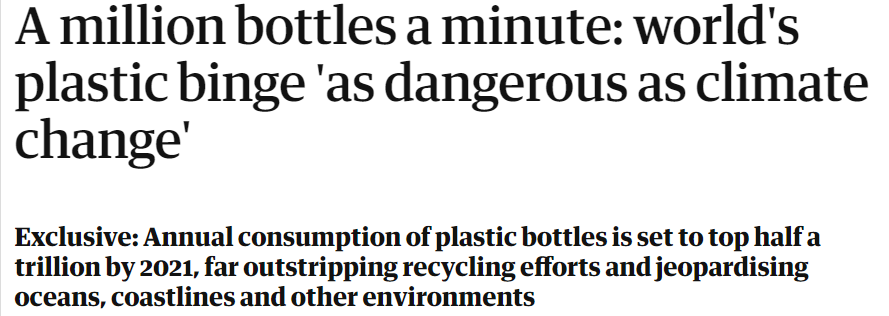 A million bottles a minute: world's
plastic binge 'as dangerous as climate
change'
Exclusive: Annual consumption of plastic bottles is set to top half a
trillion by 2021, far outstripping recycling efforts and jeopardising
oceans, coastlines and other environments